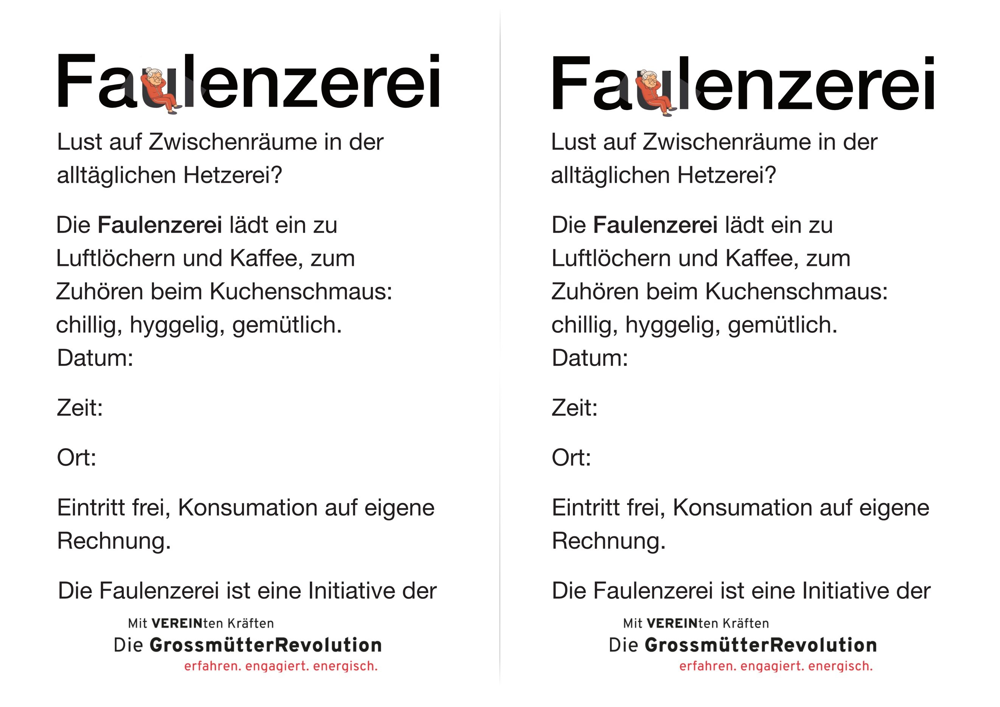 Faulenzerei
Lust auf Zwischenräume in der
alltäglichen Hetzerei?
Die Faulenzerei lädt ein zu
Luftlöchern und Kaffee, zum
Zuhören beim Kuchenschmaus:
chillig, hyggelig, gemütlich.
Datum:
Zeit:
Ort:
Eintritt frei, Konsumation auf eigene
Rechnung.
Die Faulenzerei ist eine Initiative der
Mit VEREINten Kräften
Die GrossmütterRevolution
erfahren. engagiert. energisch.
Faulenzerei
Lust auf Zwischenräume in der
alltäglichen Hetzerei?
Die Faulenzerei lädt ein zu
Luftlöchern und Kaffee, zum
Zuhören beim Kuchenschmaus:
chillig, hyggelig, gemütlich.
Datum:
Zeit:
Ort:
Eintritt frei, Konsumation auf eigene
Rechnung.
Die Faulenzerei ist eine Initiative der
Mit VEREINten Kräften
Die GrossmütterRevolution
erfahren. engagiert. energisch.